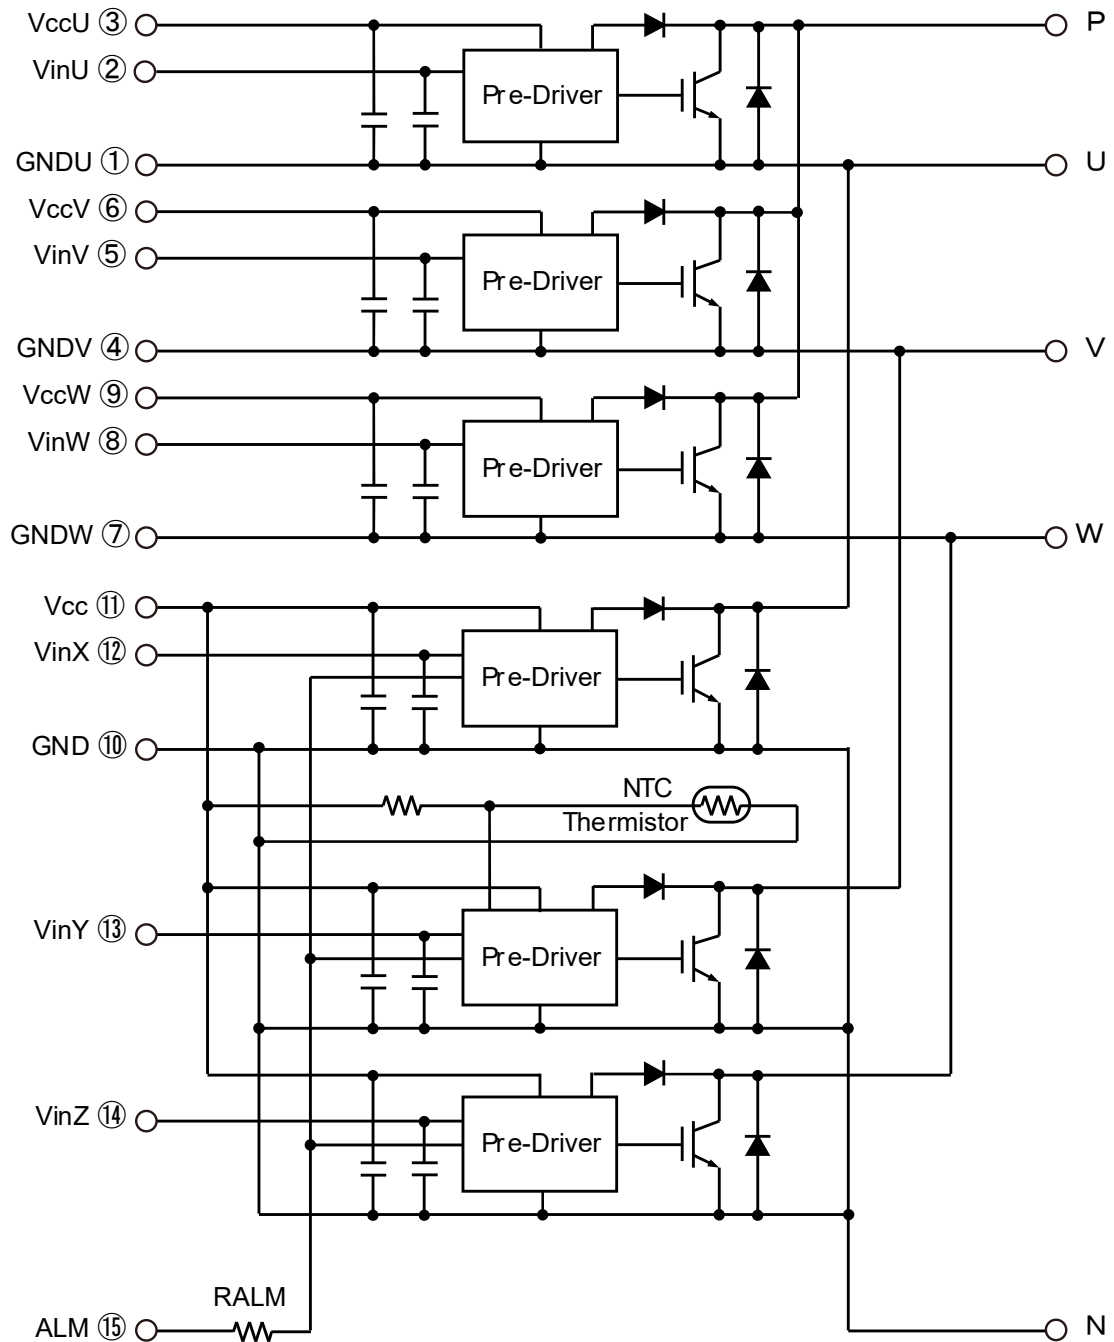 VccU ③
P
VinU ②
Pre-Driver
GNDU ①
U
VccV ⑥
VinV ⑤
Pre-Driver
GNDV ④
V
VccW ⑨
VinW ⑧
Pre-Driver
GNDW ⑦
W
Vcc ⑪
VinX ⑫
Pre-Driver
GND ⑩
NTC
Thermistor
VinY ⑬
Pre-Driver
VinZ ⑭
Pre-Driver
RALM
ALM ⑮
N